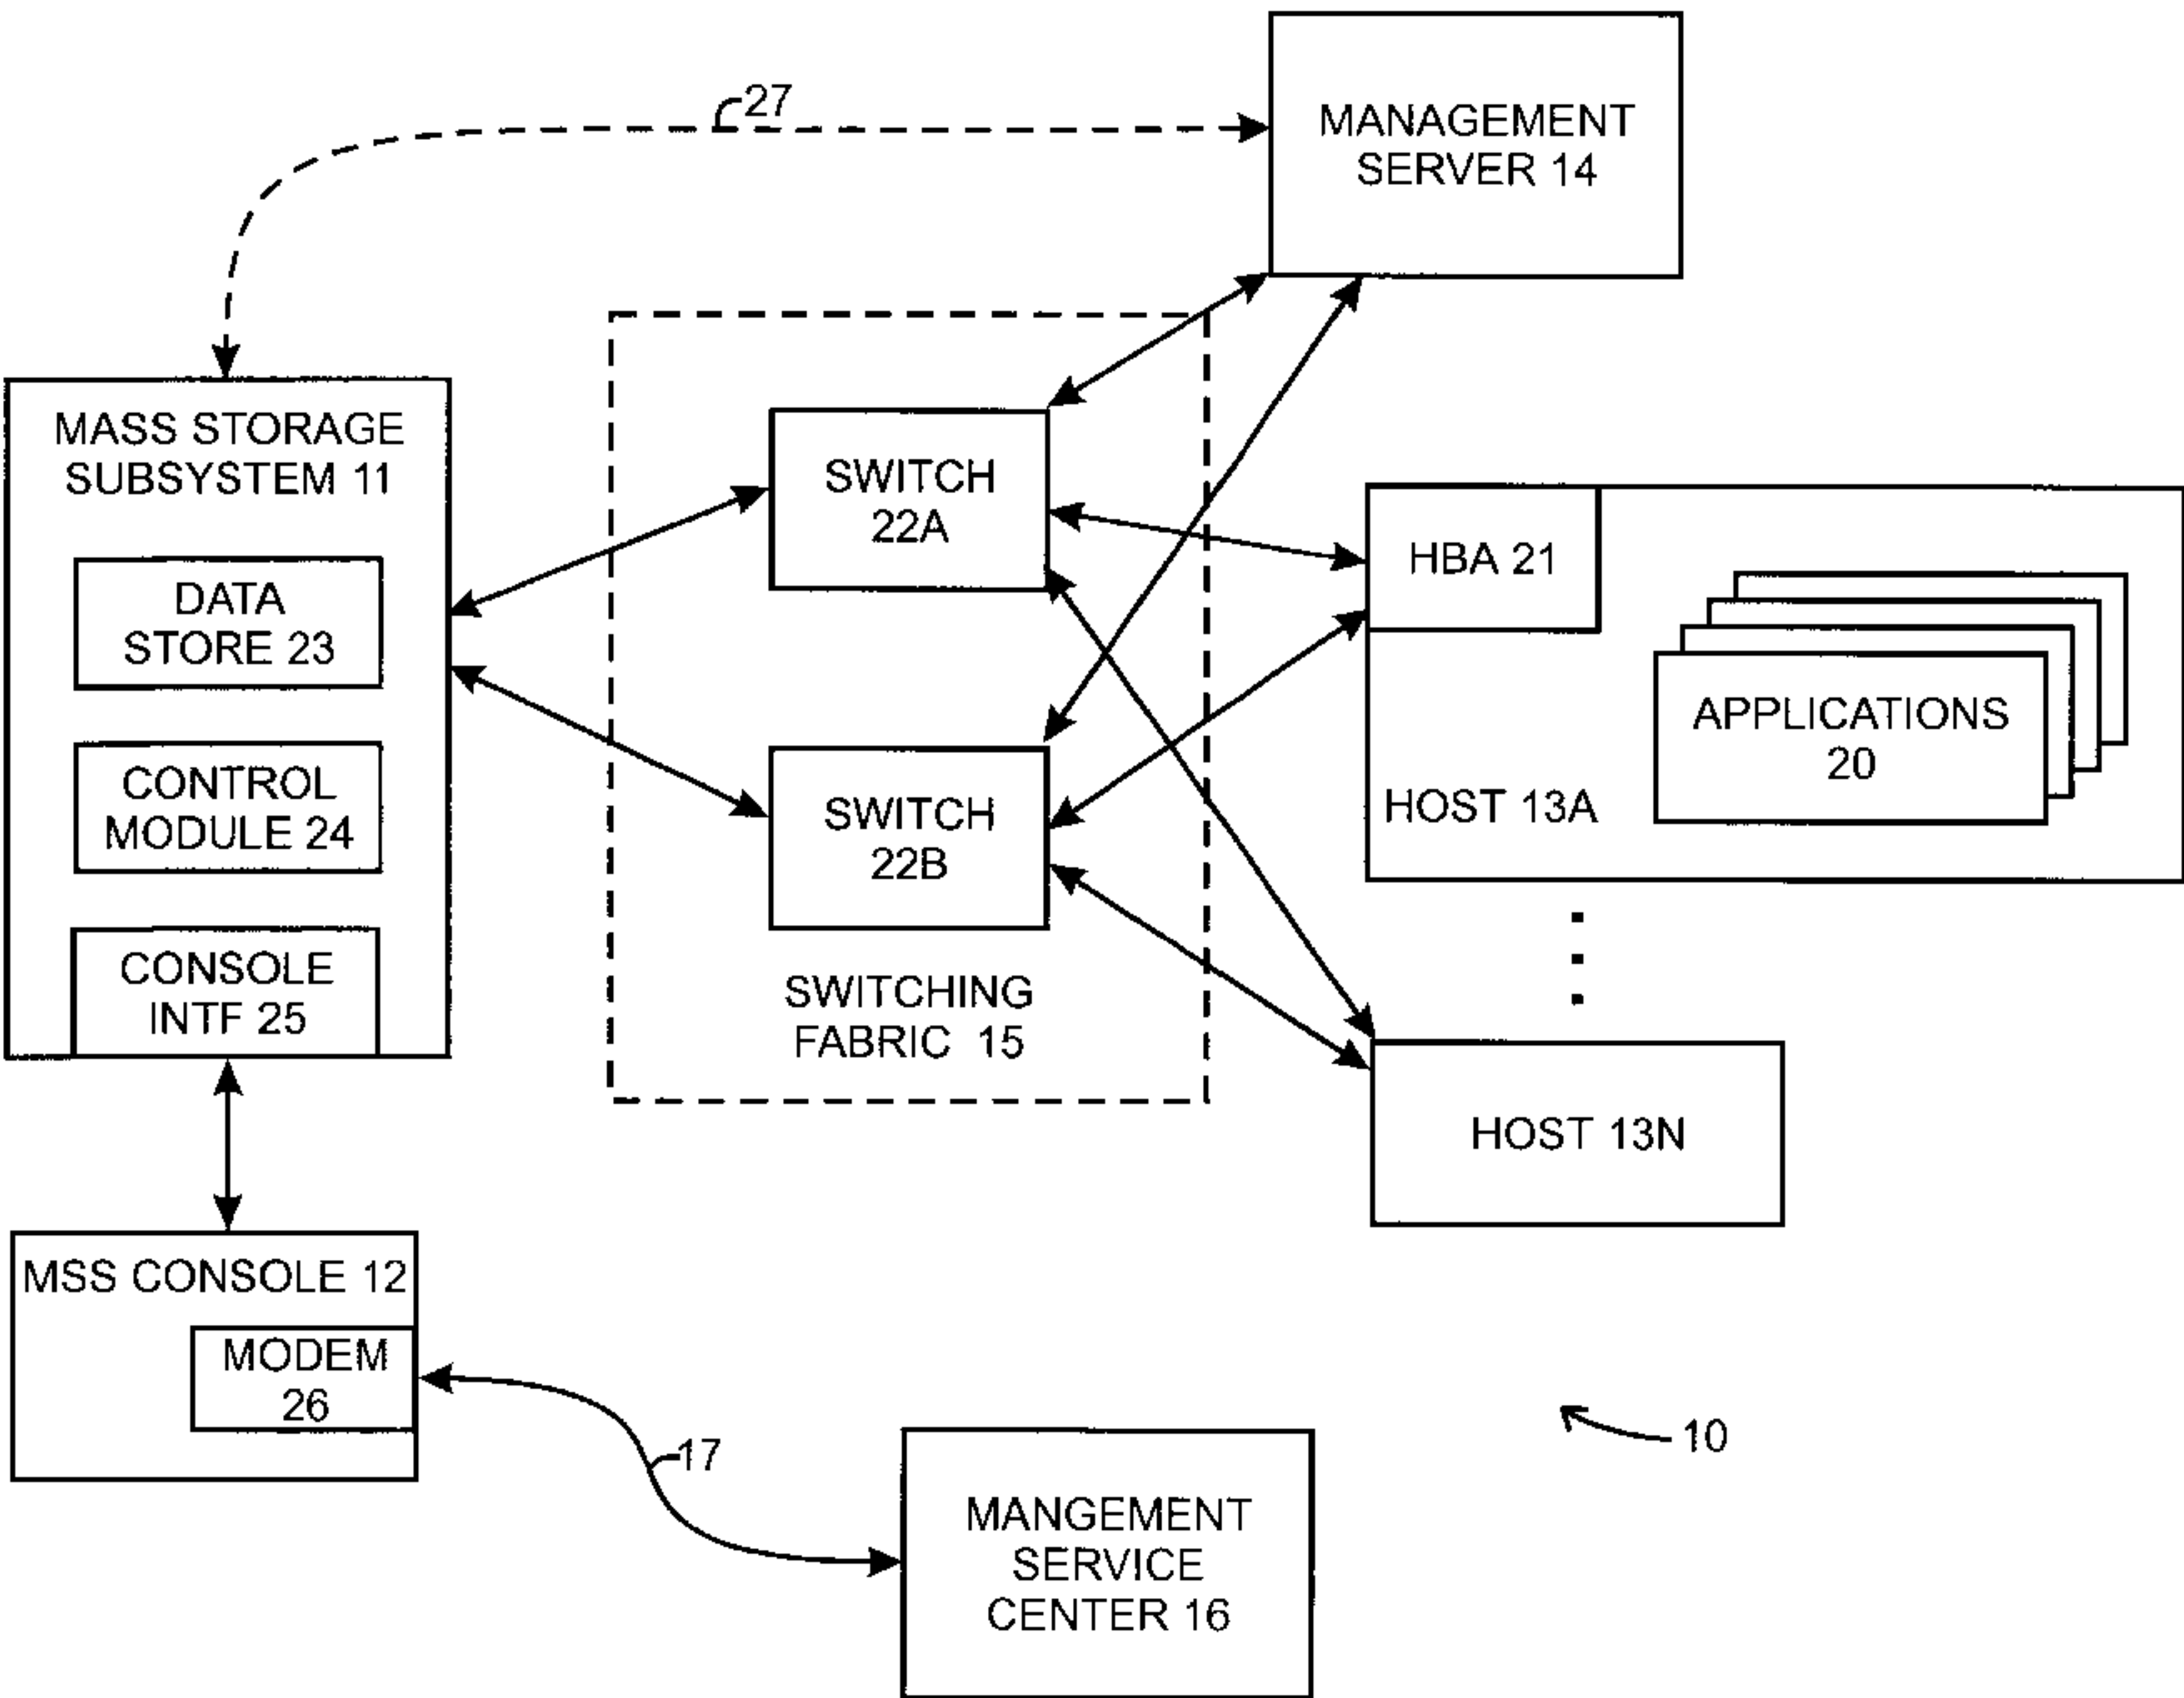 27
MANAGEMENT
SERVER 14
MASS STORAGE
SUBSYSTEM 11
DATA
STORE 23
CONTROL
MODULE 24
CONSOLE
INTF 25
SWITCH
22A
SWITCH
22B
SWITCHING
FABRIC 15
HBA 21
APPLICATIONS
20
HOST 13A
HOST 13N
MSS CONSOLE 12
MODEM
26
17
MANGEMENT
SERVICE
CENTER 16
10